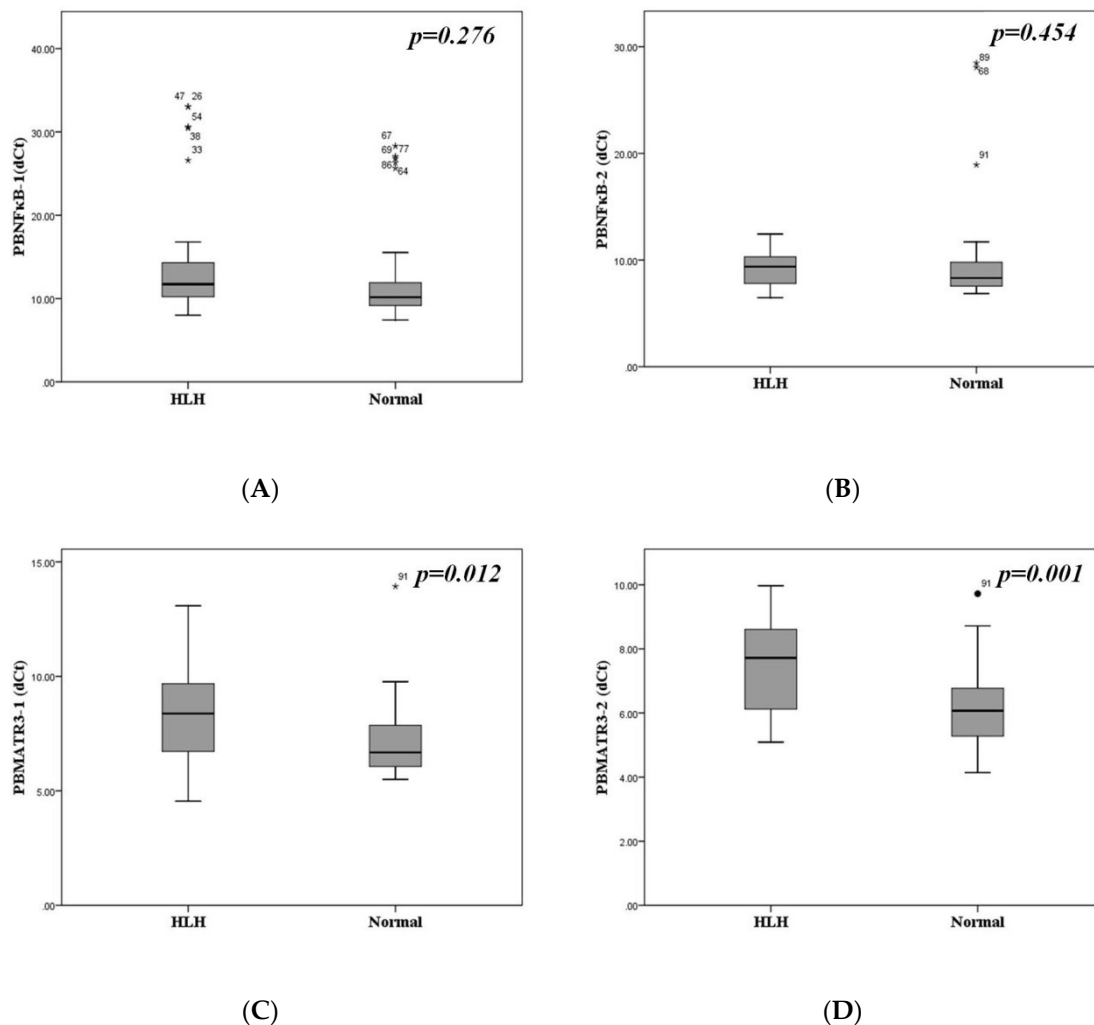 p=0.276
40.00
30.00
20.00
10.00
.00
PBNFκB-1(dCt)
47 26
54
38
33
67
69 77
86 64
HLH Normal
(A)
p=0.454
30.00
20.00
10.00
.00
PBNFκB-2 (dCt)
89
68
91
HLH Normal
(B)
p=0.012
15.00
10.00
5.00
.00
PBMATR3-1 (dCt)
91
HLH Normal
(C)
p=0.001
10.00
8.00
6.00
4.00
2.00
.00
PBMATR3-2 (dCt)
91
HLH Normal
(D)